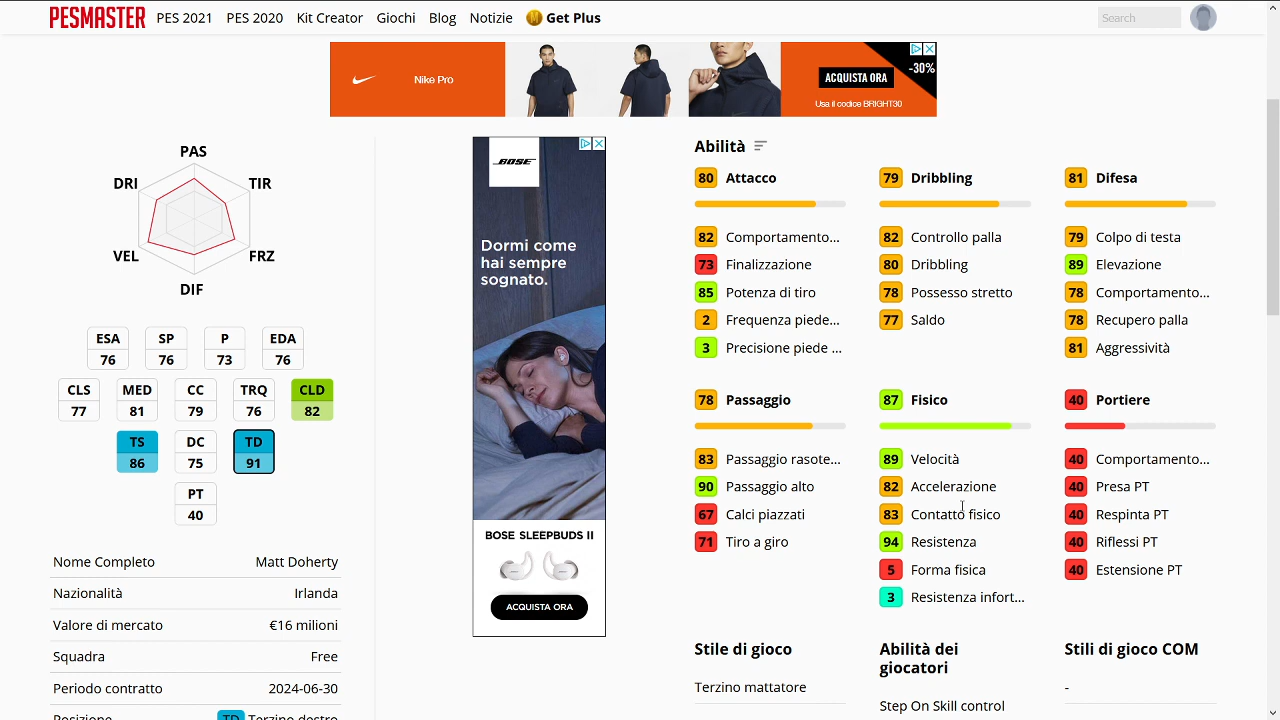 PESMASTER PES 2021 PES 2020 Kit Creator Giochi Blog Notizie M Get Plus Search
Nike Pro
ACQUISTA ORA
Usa il codice BRIGHT30
-30%
PAS
DRI TIR
VEL FRZ
DIF
ESA SP P EDA
76 76 73 76
CLS MED CC TRQ CLD
77 81 79 76 82
TS DC TD
86 75 91
PT
40
Nome Completo Matt Doherty
Nazionalità Irlanda
Valore di mercato €16 milioni
Squadra Free
Periodo contratto 2024-06-30
Posizione TD Terzino destro
BOSE
Dormi come
hai sempre
sognato.
BOSE SLEEPBUDS II
ACQUISTA ORA
Abilità
80 Attacco
82 Comportamento...
73 Finalizzazione
85 Potenza di tiro
2 Frequenza piede...
3 Precisione piede ...
79 Dribbling
82 Controllo palla
80 Dribbling
78 Possesso stretto
77 Saldo
81 Difesa
79 Colpo di testa
89 Elevazione
78 Comportamento...
78 Recupero palla
81 Aggressività
78 Passaggio
83 Passaggio rasote...
90 Passaggio alto
67 Calci piazzati
71 Tiro a giro
87 Fisico
89 Velocità
82 Accelerazione
83 Contatto fisico
94 Resistenza
5 Forma fisica
3 Resistenza infort...
40 Portiere
40 Comportamento...
40 Presa PT
40 Respinta PT
40 Riflessi PT
40 Estensione PT
Stile di gioco
Terzino mattatore
Abilità dei
giocatori
Step On Skill control
Stili di gioco COM
-